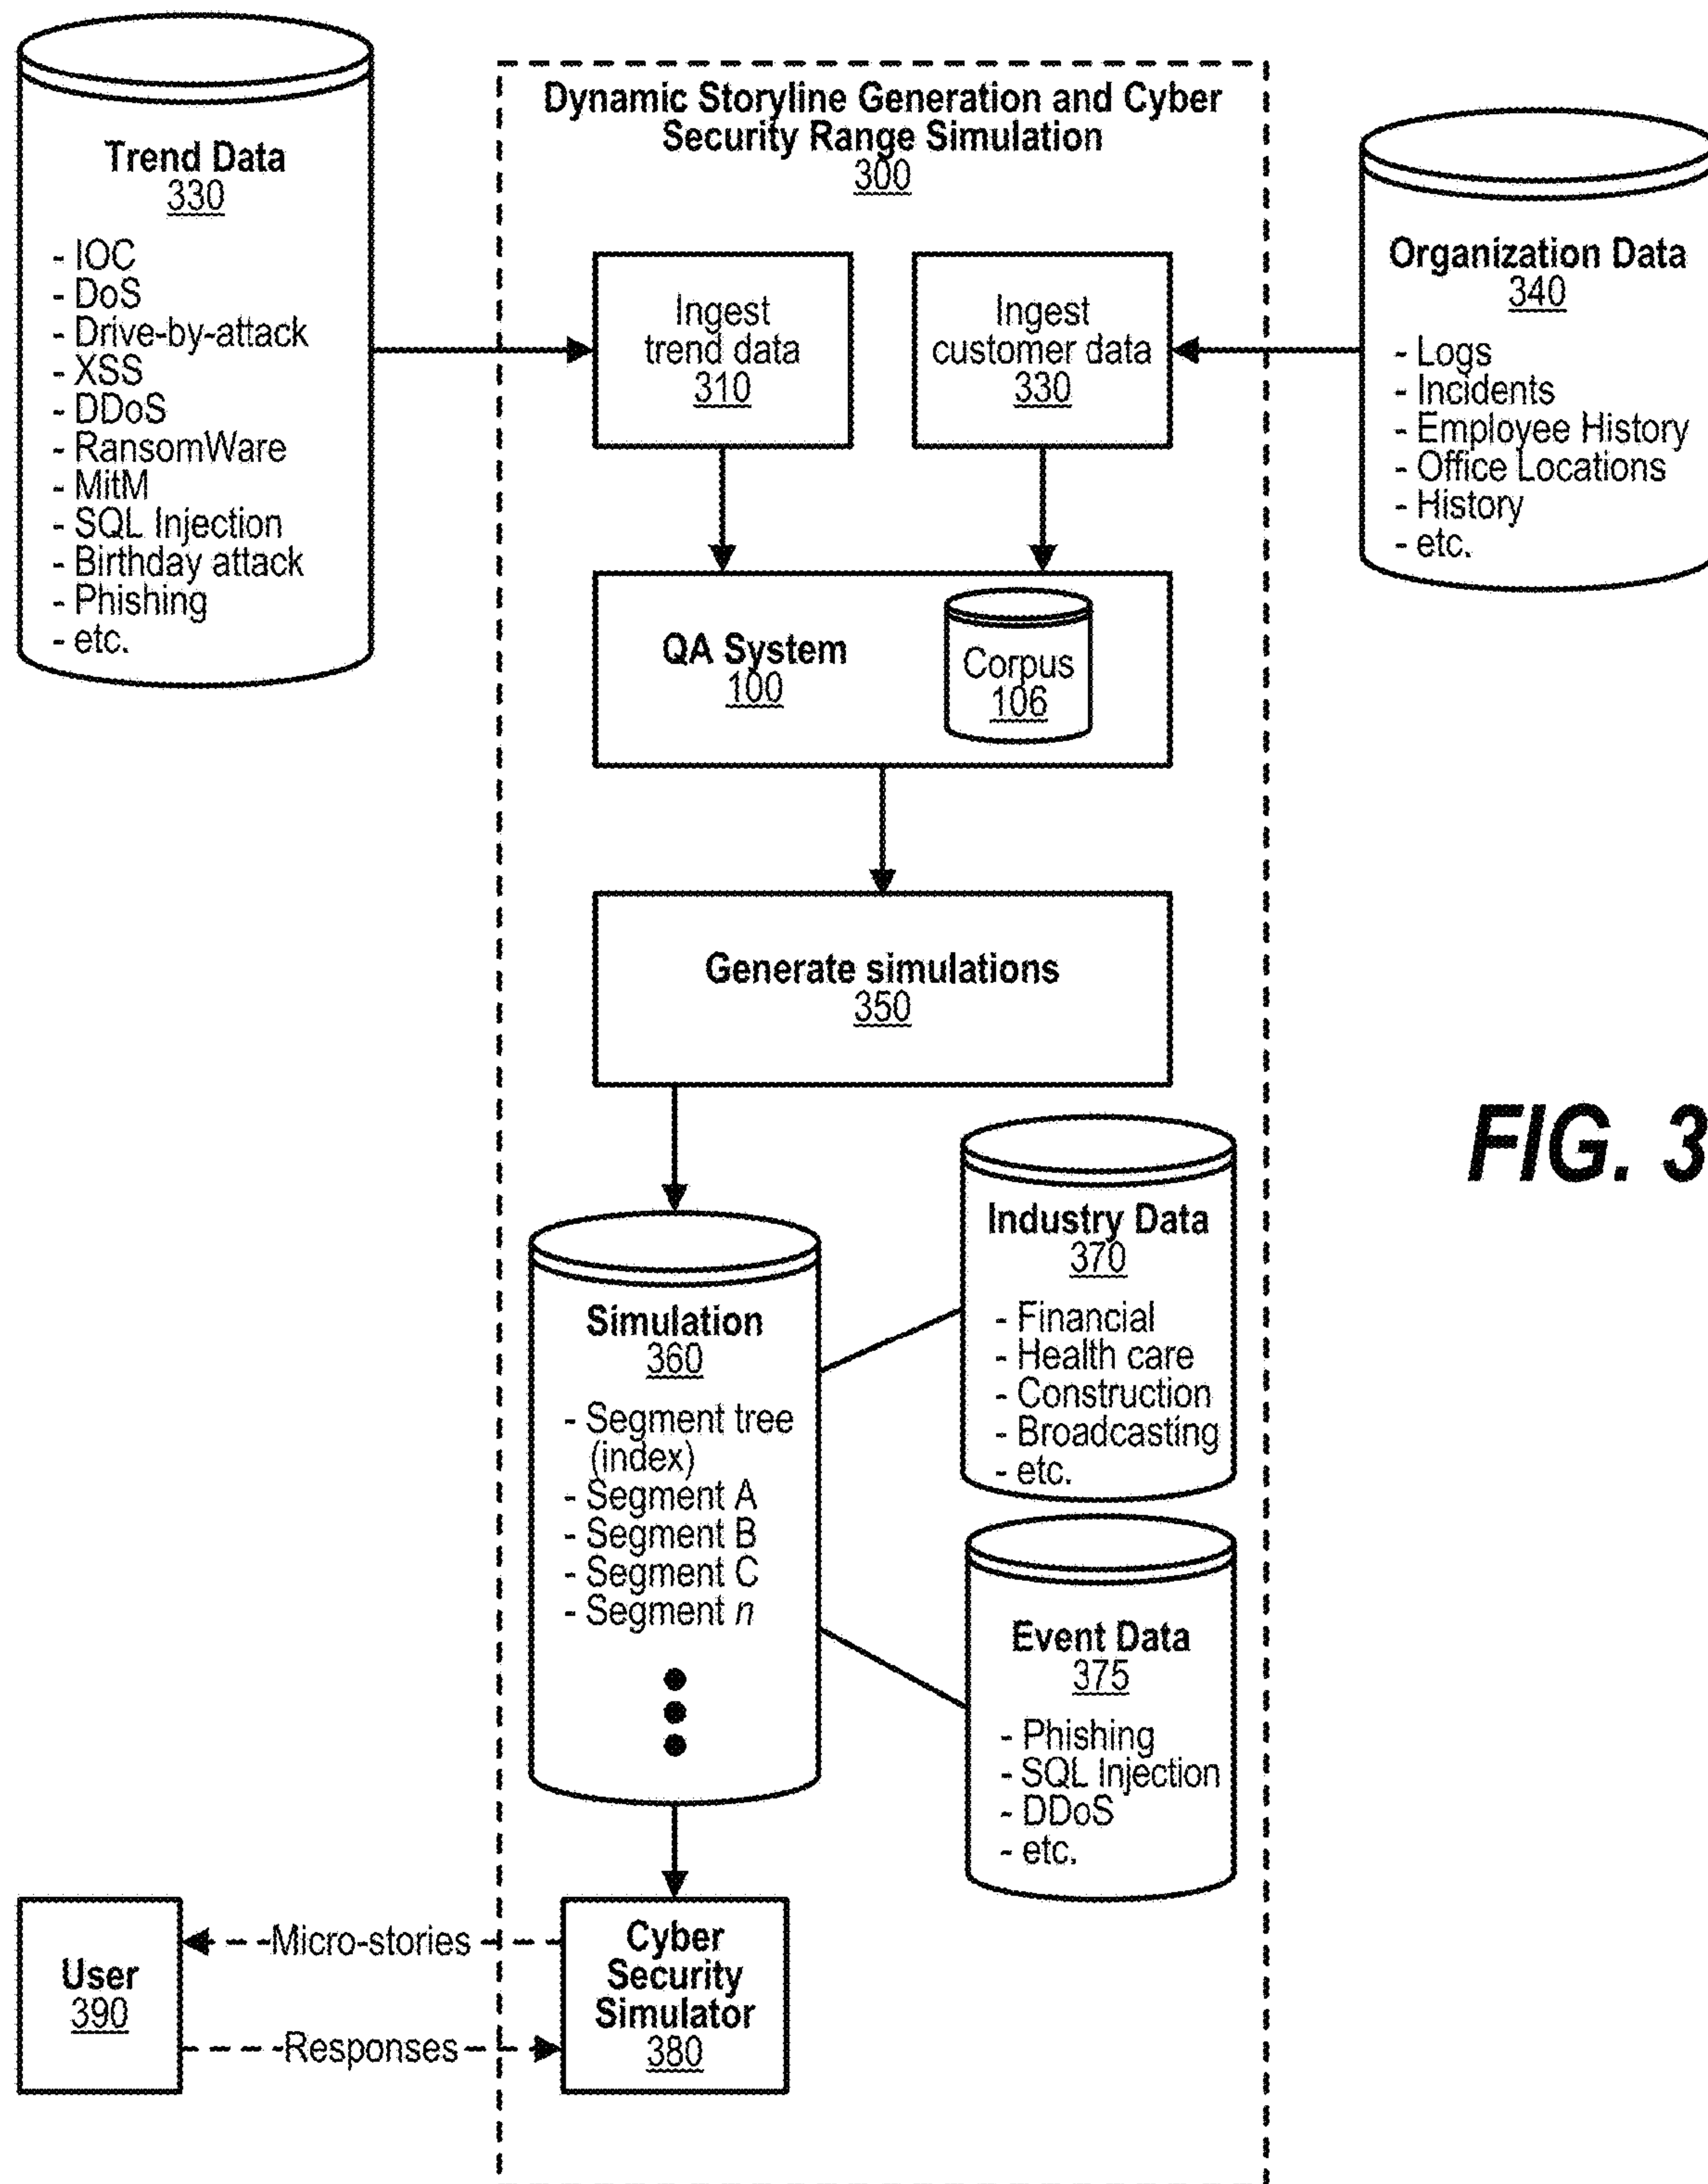 Trend Data
330
- IOC
- DoS
- Drive-by-attack
- XSS
- DDoS
- RansomWare
- MitM
- SQL Injection
- Birthday attack
- Phishing
- etc.
Dynamic Storyline Generation and Cyber
Security Range Simulation
300
Ingest
trend data
310
Ingest
customer data
330
Organization Data
340
- Logs
- Incidents
- Employee History
- Office Locations
- History
- etc.
QA System
100
Corpus
106
Generate simulations
350
FIG. 3
Simulation
360
- Segment tree
(index)
- Segment A
- Segment B
- Segment C
- Segment n
Industry Data
370
- Financial
- Health care
- Construction
- Broadcasting
- etc.
Event Data
375
- Phishing
- SQL Injection
- DDoS
- etc.
User
390
Micro-stories
Responses
Cyber
Security
Simulator
380